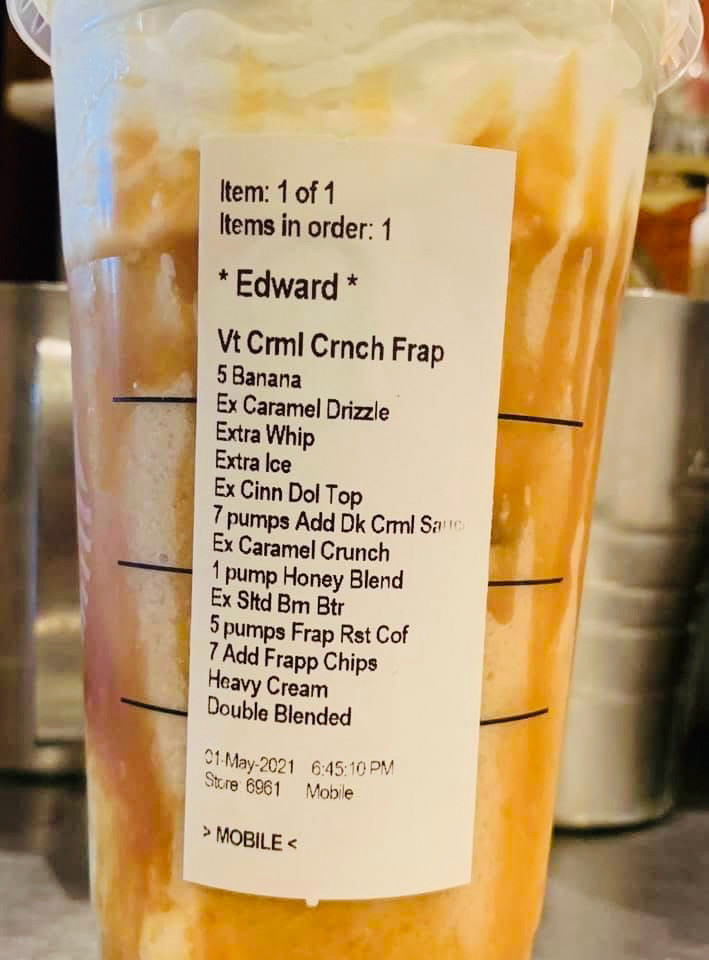 Item: 1 of 1
Items in order: 1
* Edward *
Vt Crml Crnch Frap
5 Banana
Ex Caramel Drizzle
Extra Whip
Extra Ice
Ex Cinn Dol Top
7 pumps Add Dk Crml Sauc
Ex Caramel Crunch
1 pump Honey Blend
Ex Sltd Brn Btr
5 pumps Frap Rst Cof
7 Add Frapp Chips
Heavy Cream
Double Blended
01-May-2021 6:45:10 PM
Store 6961 Mobile
> MOBILE <